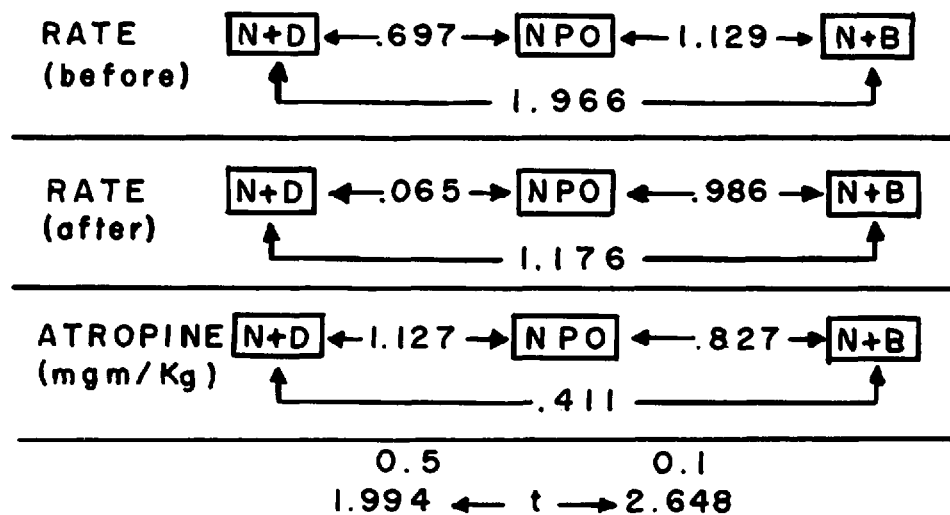 RATE N+D .697 NPO 1.129 N+B
(before)
1.966
RATE N+D .065 NPO .986 N+B
(after)
1.176
ATROPINE N+D 1.127 NPO .827 N+B
(mgm/Kg)
.411
0.5 0.1
1.994 ← t → 2.648